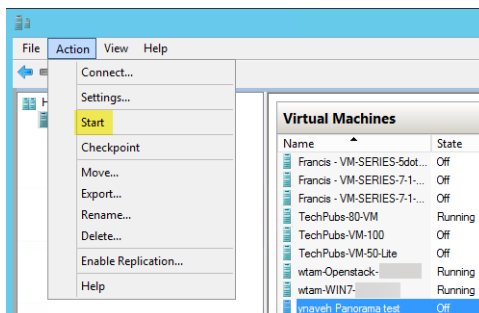 File Action View Help
Connect...
Settings...
H
Start
Checkpoint
Move...
Export...
Rename...
Delete...
Enable Replication...
Help
Virtual Machines
Name State
Francis - VM-SERIES-5dot... Off
Francis - VM-SERIES-7-1-... Off
Francis - VM-SERIES-7-1-... Off
TechPubs-80-VM Running
TechPubs-VM-100 Off
TechPubs-VM-50-Lite Off
wtam-Openstack- Running
wtam-WIN7- Running
ynaveh Panorama test Off